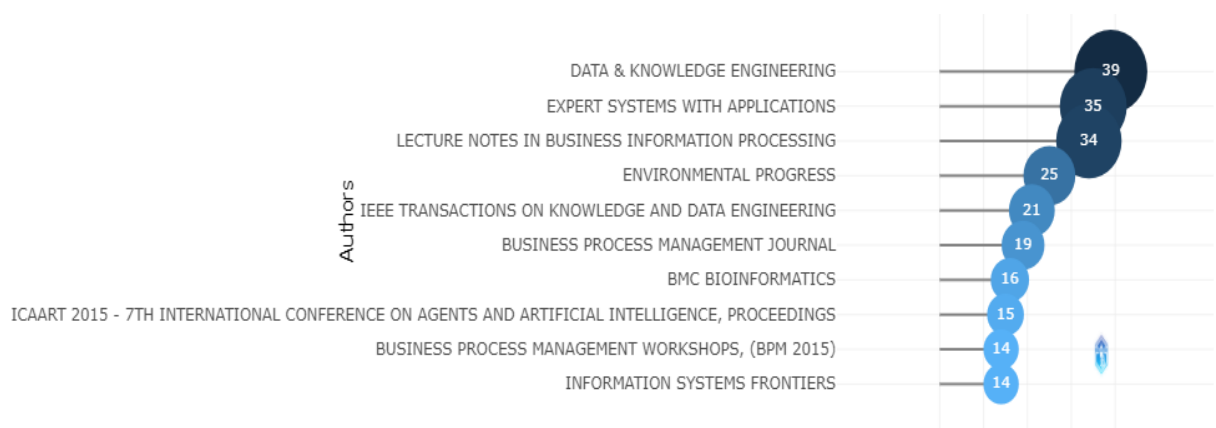 DATA & KNOWLEDGE ENGINEERING 39
EXPERT SYSTEMS WITH APPLICATIONS 35
LECTURE NOTES IN BUSINESS INFORMATION PROCESSING 34
ENVIRONMENTAL PROGRESS 25
Authors
IEEE TRANSACTIONS ON KNOWLEDGE AND DATA ENGINEERING 21
BUSINESS PROCESS MANAGEMENT JOURNAL 19
BMC BIOINFORMATICS 16
ICAART 2015 - 7TH INTERNATIONAL CONFERENCE ON AGENTS AND ARTIFICIAL INTELLIGENCE, PROCEEDINGS 15
BUSINESS PROCESS MANAGEMENT WORKSHOPS, (BPM 2015) 14
INFORMATION SYSTEMS FRONTIERS 14